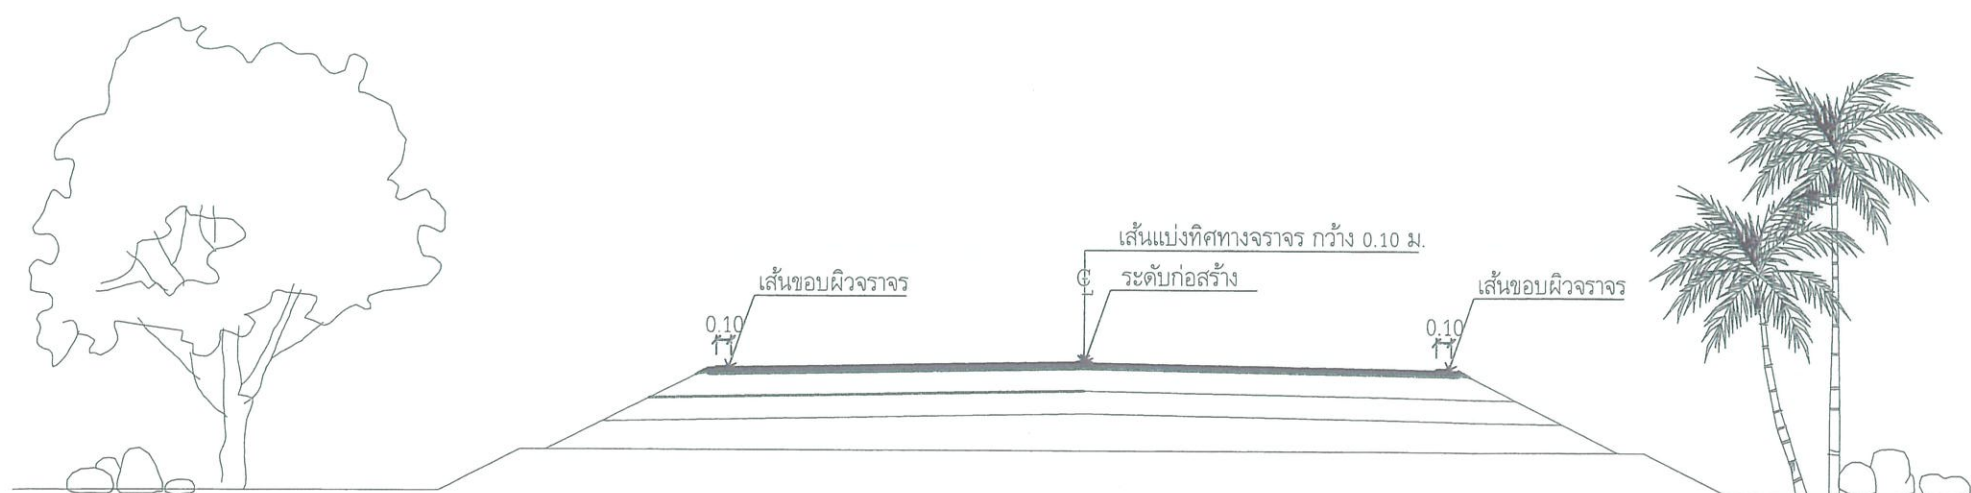 เส้นแบ่งทิศทางจราจร กว้าง 0.10 ม.
เส้นขอบผิวจราจร
℄
ระดับก่อสร้าง
เส้นขอบผิวจราจร
0.10
0.10